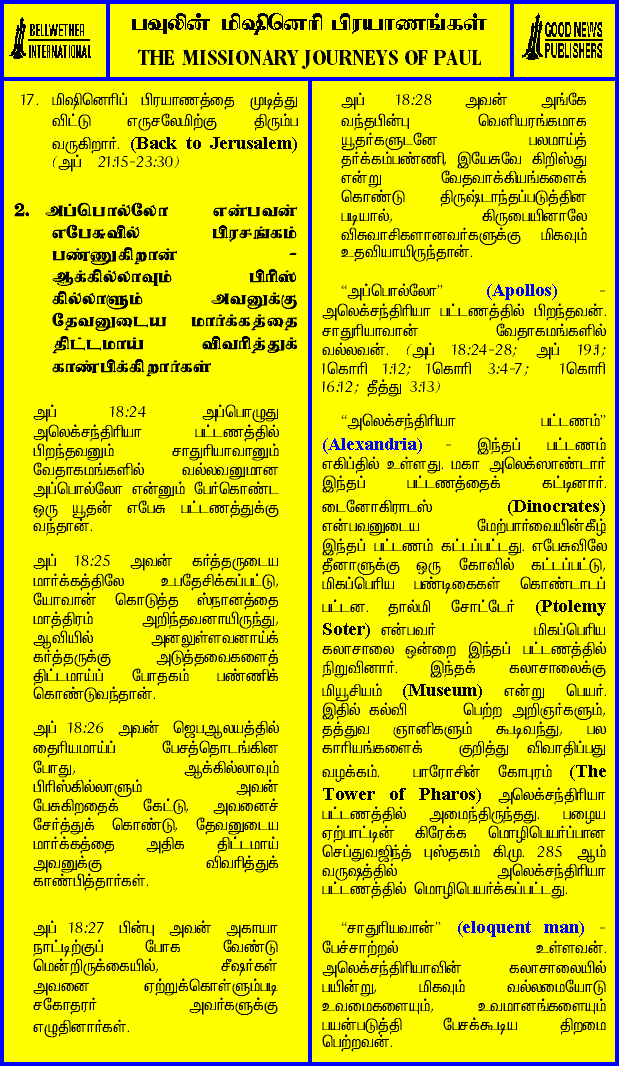 BELLWETHER
INTERNATIONAL
பவுலின் மிஷினெரி பிரயாணங்கள்
THE MISSIONARY JOURNEYS OF PAUL
GOOD NEWS
PUBLISHERS
17. மிஷினெரிப் பிரயாணத்தை முடித்து
விட்டு எருசலேமிற்கு திரும்ப
வருகிறார். (Back to Jerusalem)
(அப் 21:15-23:30)
2. அப்பொல்லோ என்பவன்
எபேசுவில் பிரசங்கம்
பண்ணுகிறான் -
ஆக்கில்லாவும் பிரிஸ்
கில்லாளும் அவனுக்கு
தேவனுடைய மார்க்கத்தை
திட்டமாய் விவரித்துக்
காண்பிக்கிறார்கள்
அப் 18:24 அப்பொழுது
அலெக்சந்திரியா பட்டணத்தில்
பிறந்தவனும் சாதுரியாவானும்
வேதாகமங்களில் வல்லவனுமான
அப்பொல்லோ என்னும் பேர்கொண்ட
ஒரு யூதன் எபேசு பட்டணத்துக்கு
வந்தான்.
அப் 18:25 அவன் கர்த்தருடைய
மார்க்கத்திலே உபதேசிக்கப்பட்டு,
யோவான் கொடுத்த ஸ்நானத்தை
மாத்திரம் அறிந்தவனாயிருந்து,
ஆவியில் அனலுள்ளவனாய்க்
கர்த்தருக்கு அடுத்தவைகளைத்
திட்டமாய்ப் போதகம் பண்ணிக்
கொண்டுவந்தான்.
அப் 18:26 அவன் ஜெபஆலயத்தில்
தைரியமாய்ப் பேசத்தொடங்கின
போது, ஆக்கில்லாவும்
பிரிஸ்கில்லாளும் அவன்
பேசுகிறதைக் கேட்டு, அவனைச்
சேர்த்துக் கொண்டு, தேவனுடைய
மார்க்கத்தை அதிக திட்டமாய்
அவனுக்கு விவரித்துக்
காண்பித்தார்கள்.
அப் 18:27 பின்பு அவன் அகாயா
நாட்டிற்குப் போக வேண்டு
மென்றிருக்கையில், சீஷர்கள்
அவனை ஏற்றுக்கொள்ளும்படி
சகோதரர் அவர்களுக்கு
எழுதினார்கள்.
அப் 18:28 அவன் அங்கே
வந்தபின்பு வெளியரங்கமாக
யூதர்களுடனே பலமாய்த்
தர்க்கம்பண்ணி, இயேசுவே கிறிஸ்து
என்று வேதவாக்கியங்களைக்
கொண்டு திருஷ்டாந்தப்படுத்தின
படியால், கிருபையினாலே
விசுவாசிகளானவர்களுக்கு மிகவும்
உதவியாயிருந்தான்.
“அப்பொல்லோ” (Apollos) -
அலெக்சந்திரியா பட்டணத்தில் பிறந்தவன்.
சாதுரியாவான் வேதாகமங்களில்
வல்லவன். (அப் 18:24-28; அப் 19:1;
1கொரி 1:12; 1கொரி 3:4-7; 1கொரி
16:12; தீத்து 3:13)
“அலெக்சந்திரியா பட்டணம்”
(Alexandria) - இந்தப் பட்டணம்
எகிப்தில் உள்ளது. மகா அலெக்ஸாண்டார்
இந்தப் பட்டணத்தைக் கட்டினார்.
டைனோகிராடஸ் (Dinocrates)
என்பவனுடைய மேற்பார்வையின்கீழ்
இந்தப் பட்டணம் கட்டப்பட்டது. எபேசுவிலே
தீனாளுக்கு ஒரு கோவில் கட்டப்பட்டு,
மிகப்பெரிய பண்டிகைகள் கொண்டாடப்
பட்டன. தால்மி சோட்டேர் (Ptolemy
Soter) என்பவர் மிகப்பெரிய
கலாசாலை ஒன்றை இந்தப் பட்டணத்தில்
நிறுவினார். இந்தக் கலாசாலைக்கு
மியூசியம் (Museum) என்று பெயர்.
இதில் கல்வி பெற்ற அறிஞர்களும்,
தத்துவ ஞானிகளும் கூடிவந்து, பல
காரியங்களைக் குறித்து விவாதிப்பது
வழக்கம். பாரோசின் கோபுரம் (The
Tower of Pharos) அலெக்சந்திரியா
பட்டணத்தில் அமைந்திருந்தது. பழைய
ஏற்பாட்டின் கிரேக்க மொழிபெயர்ப்பான
செப்துவஜிந்த் புஸ்தகம் கி.மு. 285 ஆம்
வருஷத்தில் அலெக்சந்திரியா
பட்டணத்தில் மொழிபெயர்க்கப்பட்டது.
“சாதுரியவான்” (eloquent man) -
பேச்சாற்றல் உள்ளவன்.
அலெக்சந்திரியாவின் கலாசாலையில்
பயின்று, மிகவும் வல்லமையோடு
உவமைகளையும், உவமானங்களையும்
பயன்படுத்தி பேசக்கூடிய திறமை
பெற்றவன்.